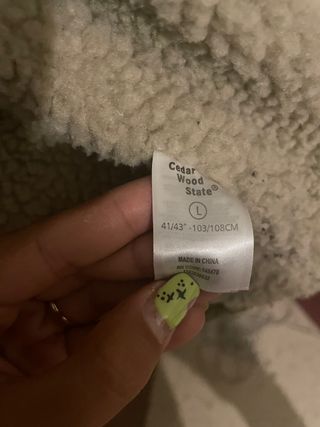 Cedar
Wood
State®
L
41/43" -103/108CM
MADE IN CHINA